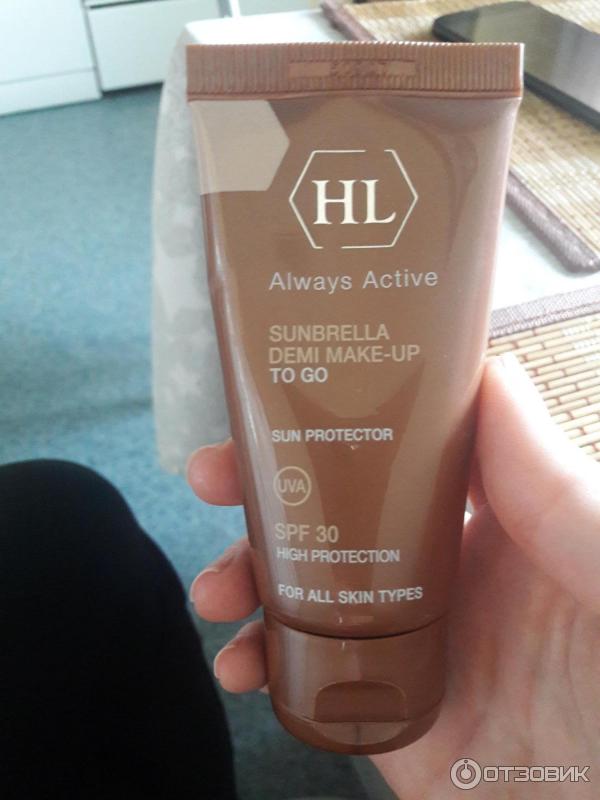 HL
Always Active
SUNBRELLA
DEMI MAKE-UP
TO GO
SUN PROTECTOR
UVA
SPF 30
HIGH PROTECTION
FOR ALL SKIN TYPES
ОТЗОВИК